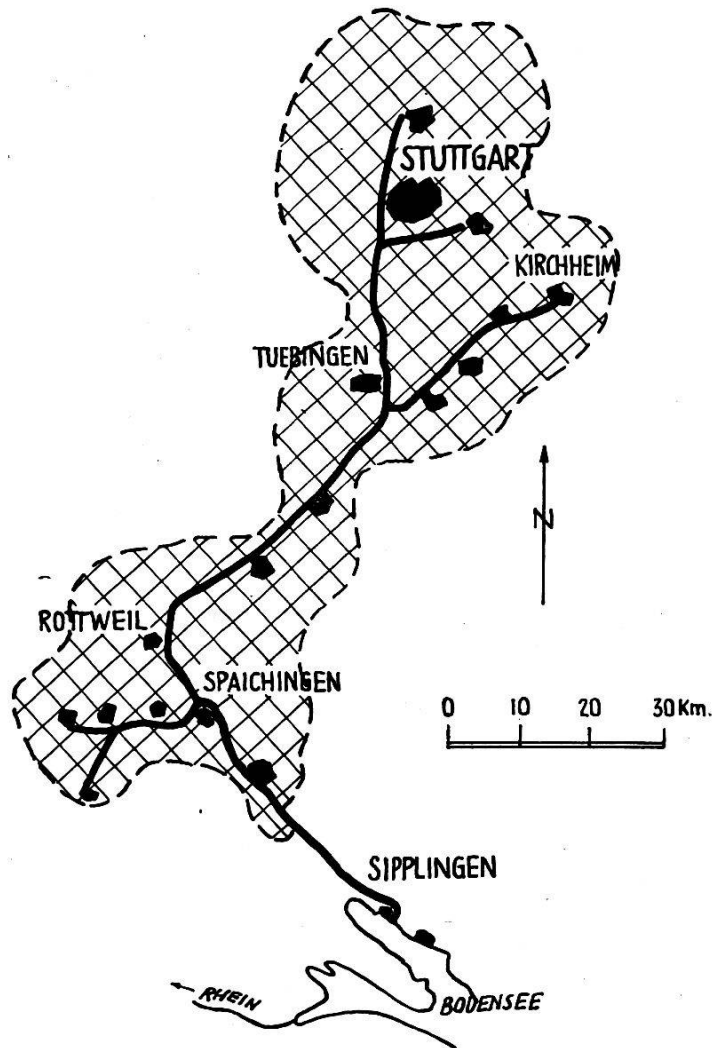 STUTTGART
KIRCHHEIM
TUEBINGEN
N
ROTTWEIL
SPAICHINGEN
0 10 20 30 Km.
SIPPLINGEN
RHEIN
BODENSEE